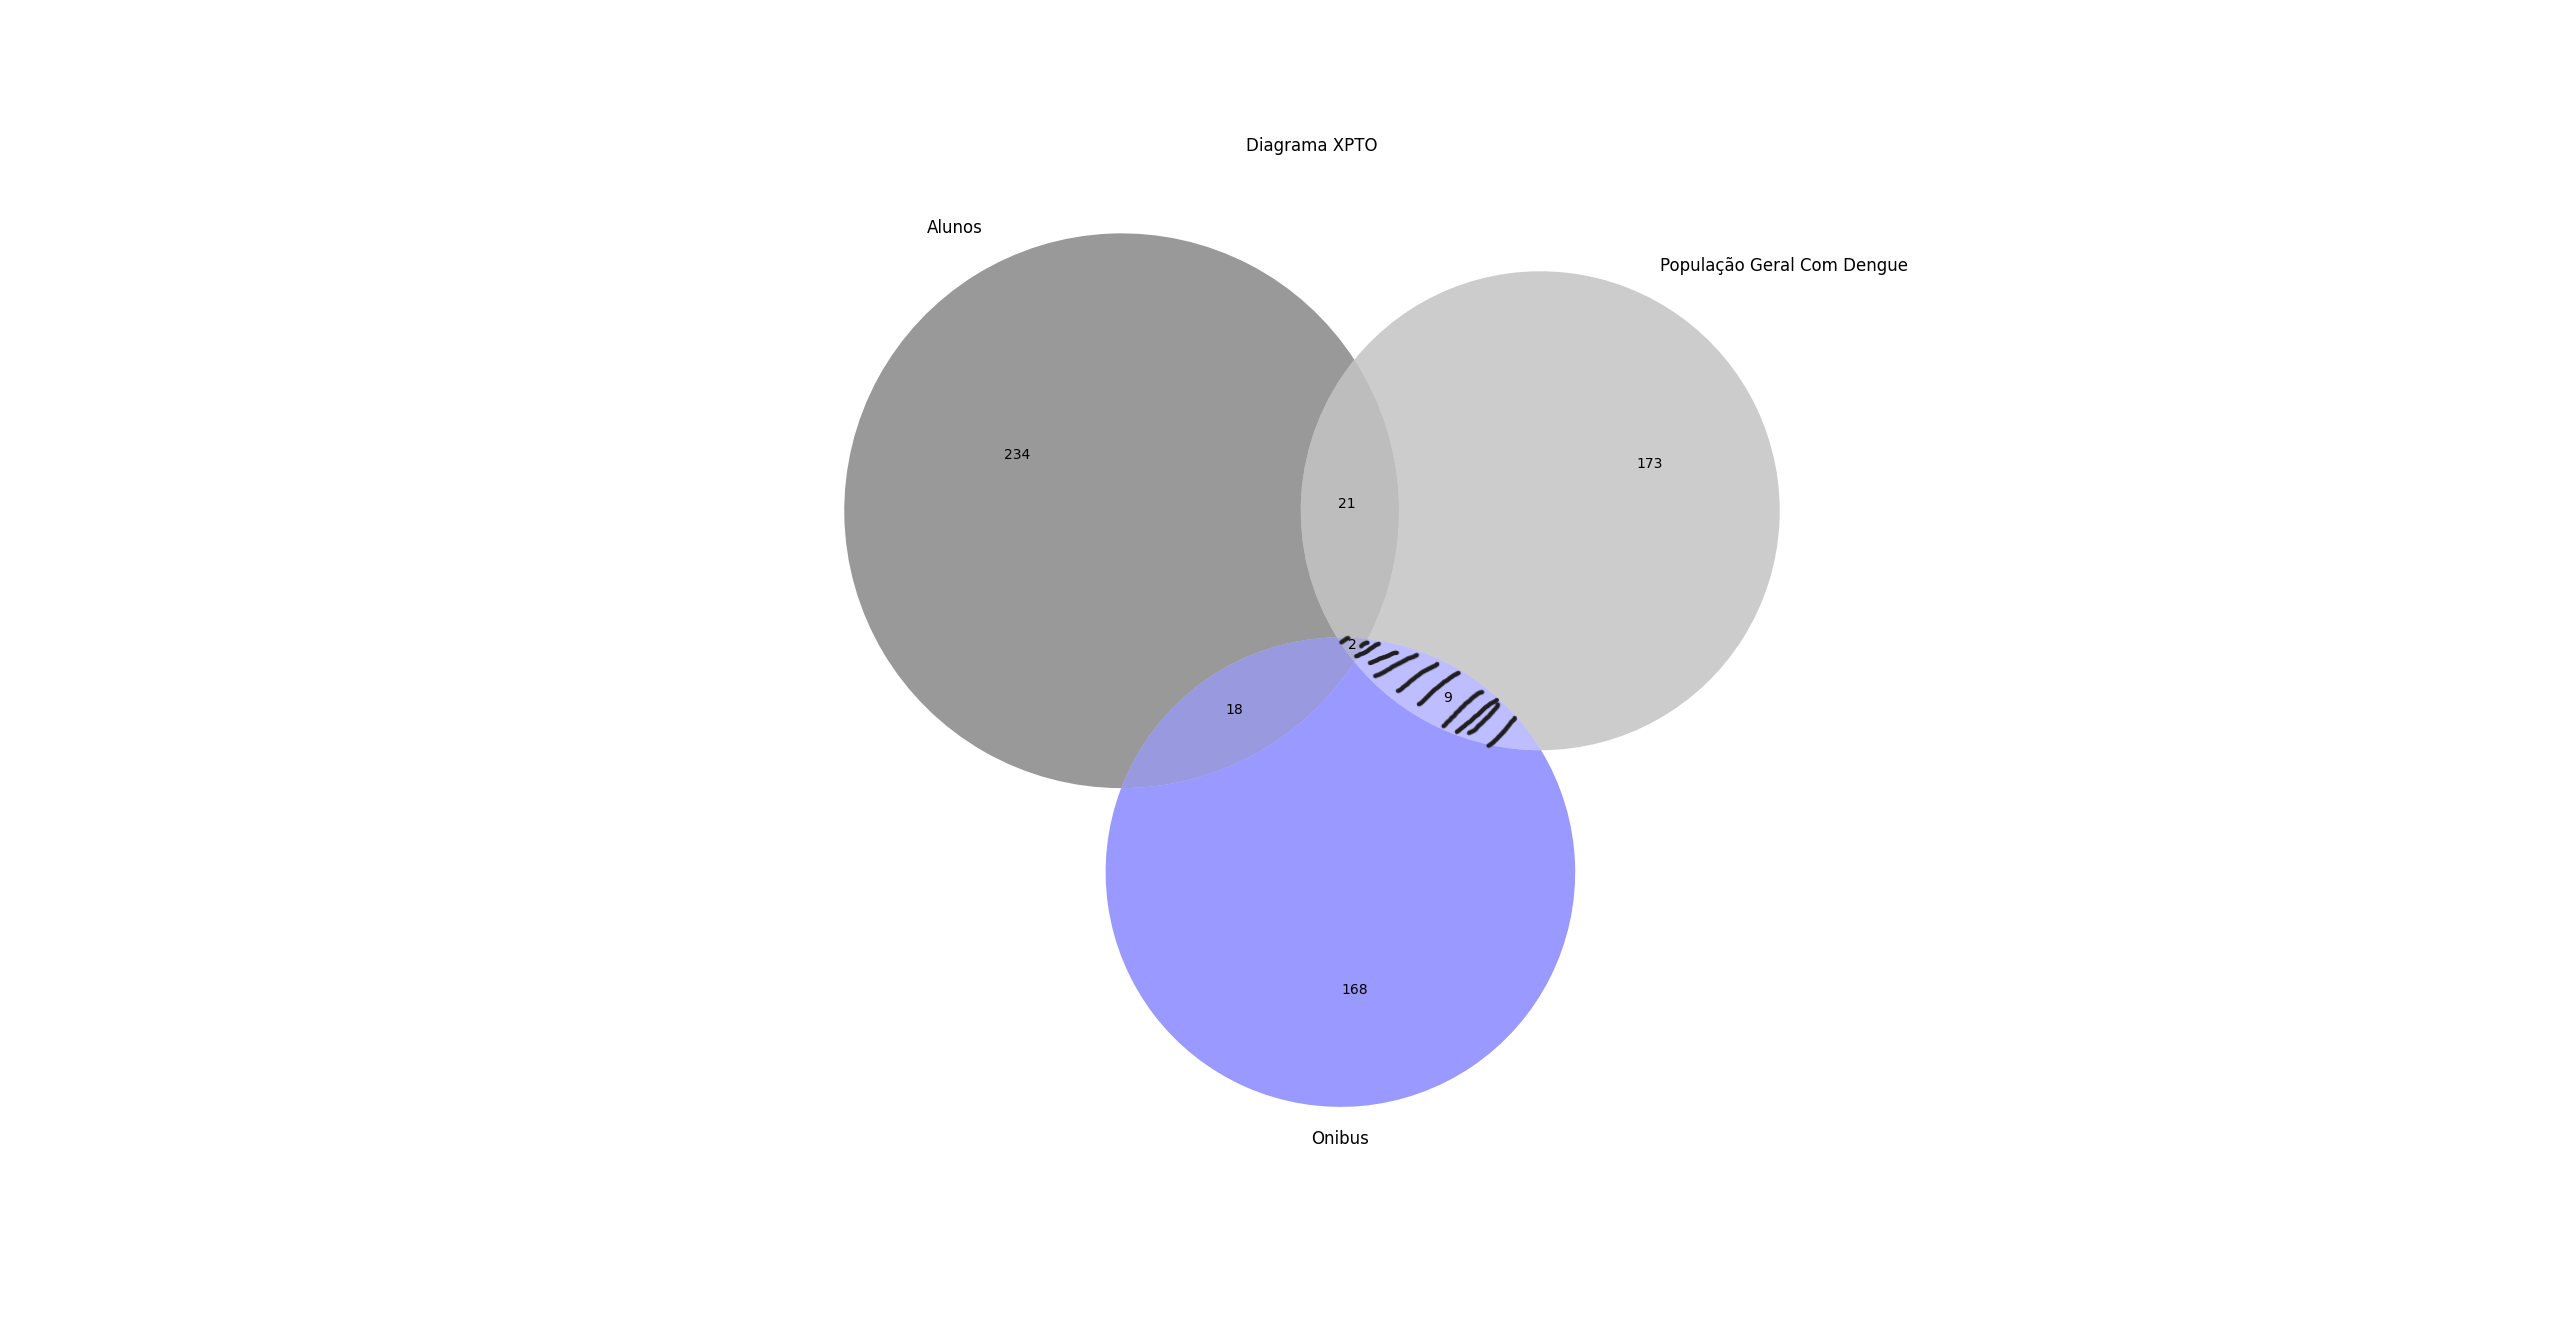 Diagrama XPTO
Alunos
População Geral Com Dengue
234
173
21
2
9
18
168
Onibus